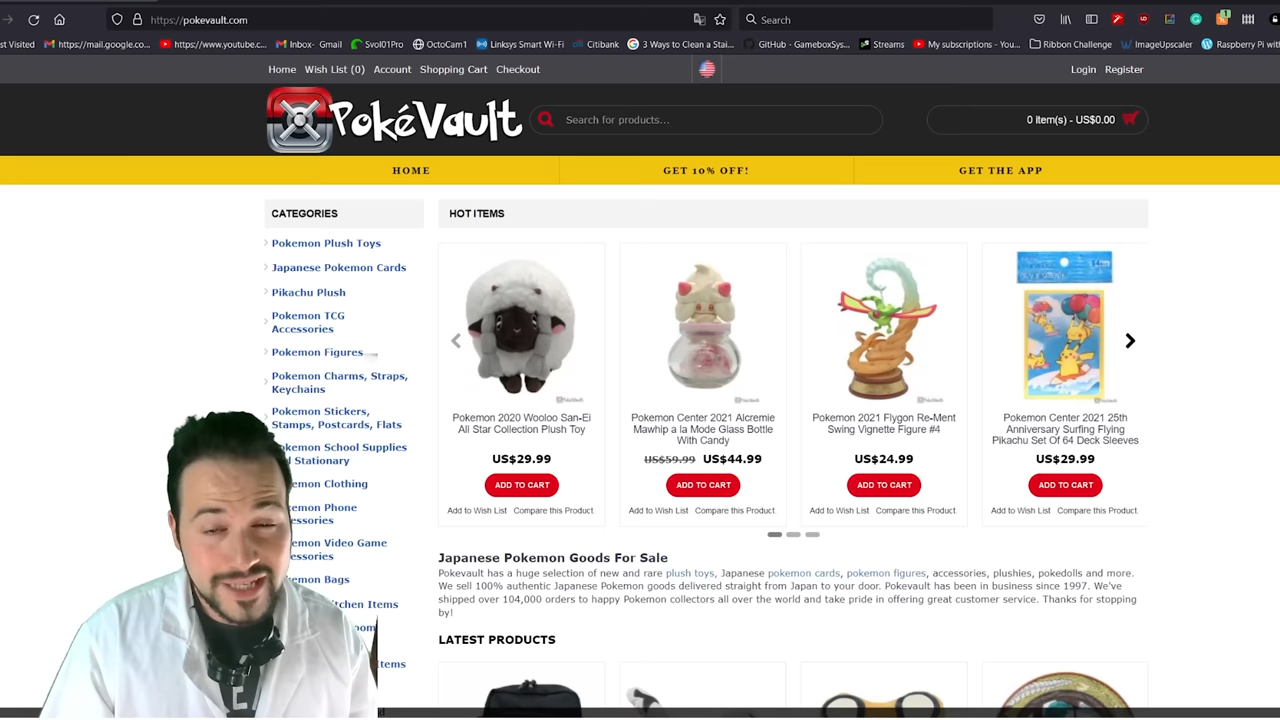 https://pokevault.com
Search
st Visited
https://mail.google.co...
https://www.youtube.c...
Inbox- Gmail
Svol01Pro
OctoCam1
Linksys Smart Wi-Fi
Citibank
3 Ways to Clean a Stai...
GitHub - GameboxSys...
Streams
My subscriptions - You...
Ribbon Challenge
ImageUpscaler
Raspberry Pi wit
Home Wish List (0) Account Shopping Cart Checkout
Login Register
PokéVault
Search for products...
0 item(s) - US$0.00
HOME
GET 10% OFF!
GET THE APP
CATEGORIES
Pokemon Plush Toys
Japanese Pokemon Cards
Pikachu Plush
Pokemon TCG
Accessories
Pokemon Figures
Pokemon Charms, Straps,
Keychains
Pokemon Stickers,
Stamps, Postcards, Flats
Pokemon School Supplies
d Stationary
emon Clothing
emon Phone
essories
emon Video Game
essories
mon Bags
itchen Items
oom
Items
HOT ITEMS
Pokemon 2020 Wooloo San-Ei
All Star Collection Plush Toy
US$29.99
ADD TO CART
Add to Wish List Compare this Product
Pokemon Center 2021 Alcremie
Mawhip a la Mode Glass Bottle
With Candy
US$59.99 US$44.99
ADD TO CART
Add to Wish List Compare this Product
Pokemon 2021 Flygon Re-Ment
Swing Vignette Figure #4
US$24.99
ADD TO CART
Add to Wish List Compare this Product
Pokemon Center 2021 25th
Anniversary Surfing Flying
Pikachu Set Of 64 Deck Sleeves
US$29.99
ADD TO CART
Add to Wish List Compare this Product
Japanese Pokemon Goods For Sale
Pokevault has a huge selection of new and rare plush toys, Japanese pokemon cards, pokemon figures, accessories, plushies, pokedolls and more.
We sell 100% authentic Japanese Pokemon goods delivered straight from Japan to your door. Pokevault has been in business since 1997. We've
shipped over 104,000 orders to happy Pokemon collectors all over the world and take pride in offering great customer service. Thanks for stopping
by!
LATEST PRODUCTS